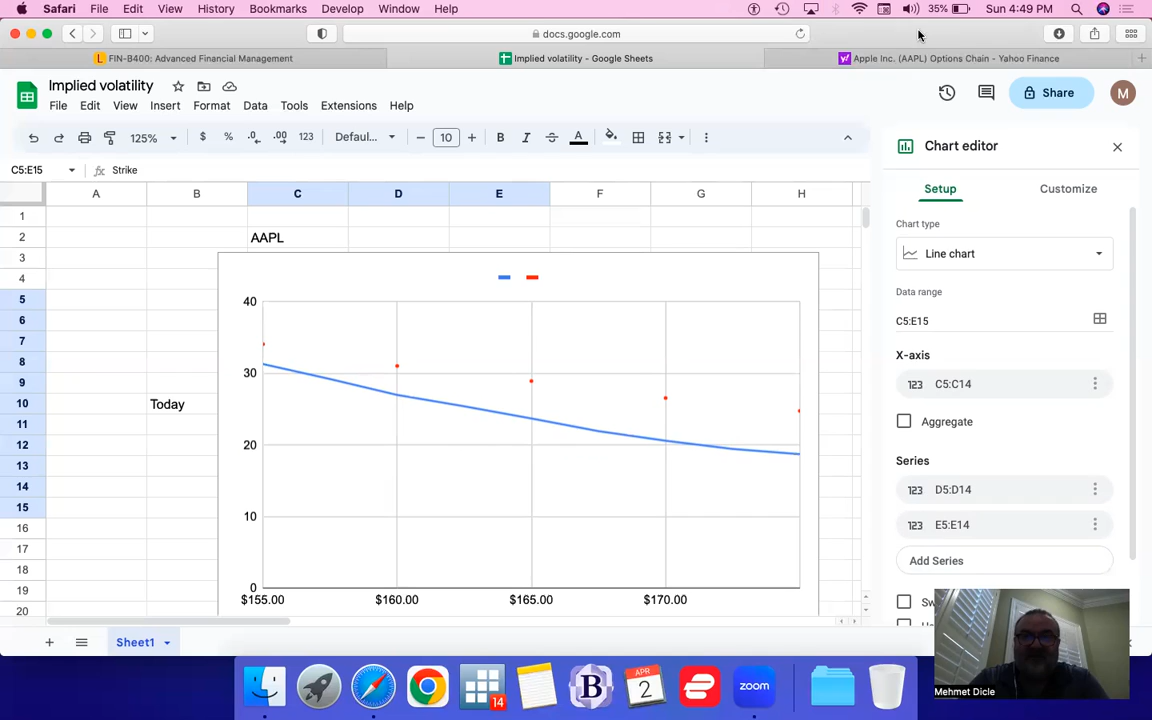 Safari File Edit View History Bookmarks Develop Window Help 35% Sun 4:49 PM
docs.google.com
L FIN-B400: Advanced Financial Management Implied volatility - Google Sheets y! Apple Inc. (AAPL) Options Chain - Yahoo Finance
Implied volatility
File Edit View Insert Format Data Tools Extensions Help
Share M
125% $ % .0 .00 123 Defaul... 10 B I S A
C5:E15 fx Strike
A B C D E F G H
1
2 AAPL
3
4
5
6
7
8
9
10 Today
11
12
13
14
15
16
17
18
19
20
40
30
20
10
0
$155.00 $160.00 $165.00 $170.00
Chart editor
Setup Customize
Chart type
Line chart
Data range
C5:E15
X-axis
123 C5:C14
Aggregate
Series
123 D5:D14
123 E5:E14
Add Series
Mehmet Dicle
Sheet1
14
B
APR
2
zoom